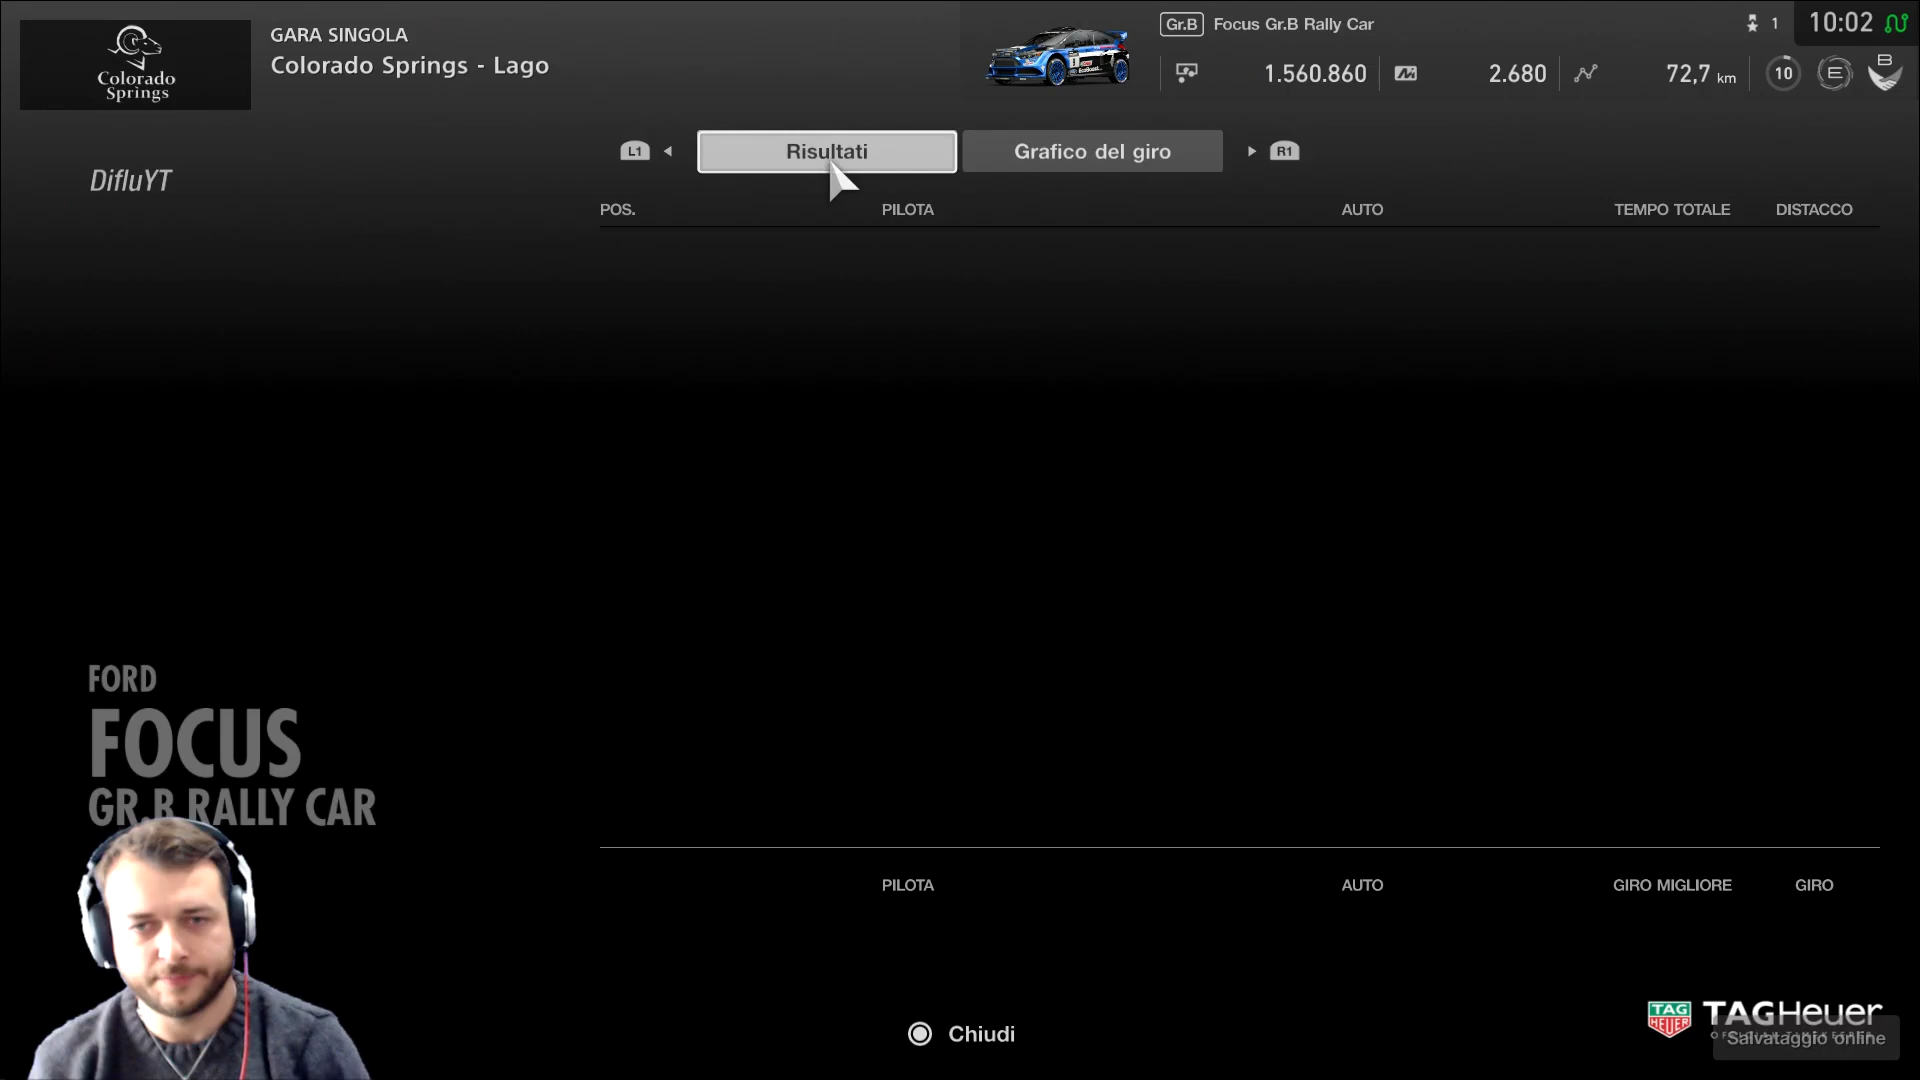 Colorado
Springs
GARA SINGOLA
Colorado Springs - Lago
Gr.B Focus Gr.B Rally Car
1
10:02
1.560.860
2.680
72,7 km
10
E
B
L1
Risultati
Grafico del giro
R1
DifluYT
POS. PILOTA AUTO TEMPO TOTALE DISTACCO
FORD
FOCUS
GR.B RALLY CAR
PILOTA AUTO GIRO MIGLIORE GIRO
Chiudi
TAG
HEUER
TAGHeuer
Salvataggio online